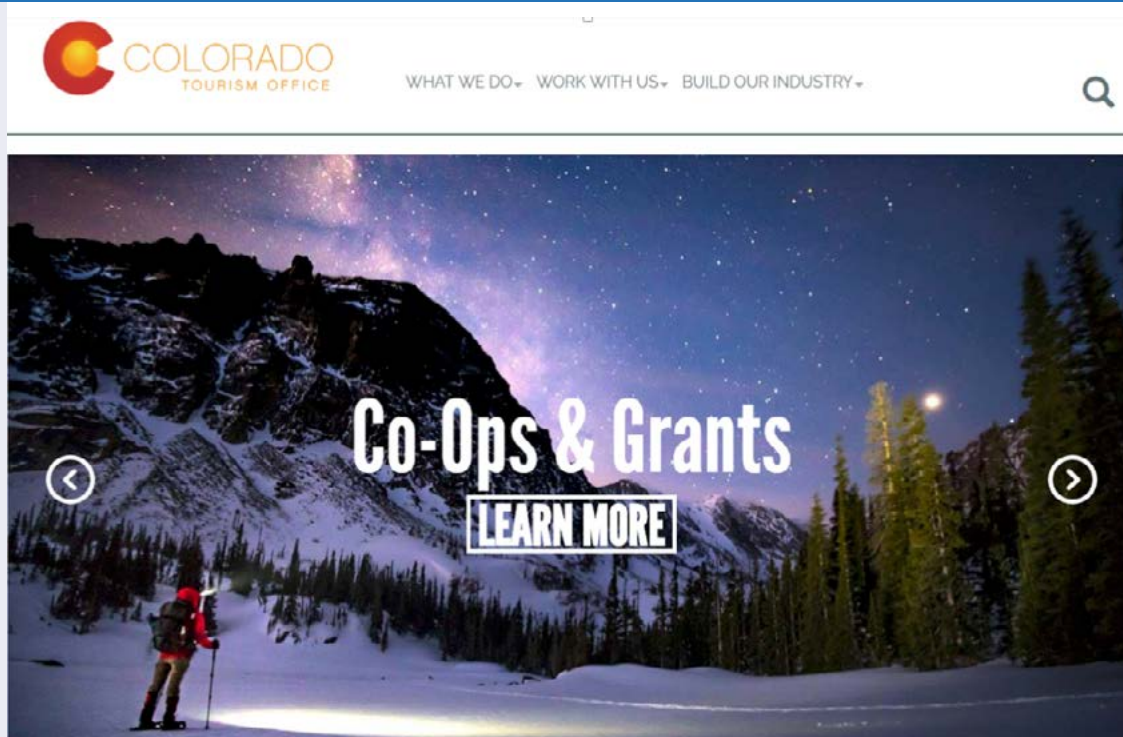 COLORADO
TOURISM OFFICE
WHAT WE DO WORK WITH US BUILD OUR INDUSTRY
Co-Ops & Grants
LEARN MORE